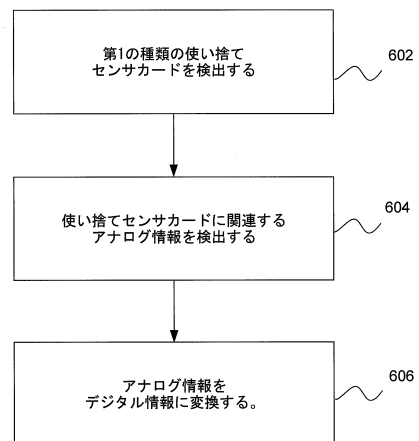 第1の種類の使い捨て
センサカードを検出する
602
使い捨てセンサカードに関連する
アナログ情報を検出する
604
アナログ情報を
デジタル情報に変換する。
606